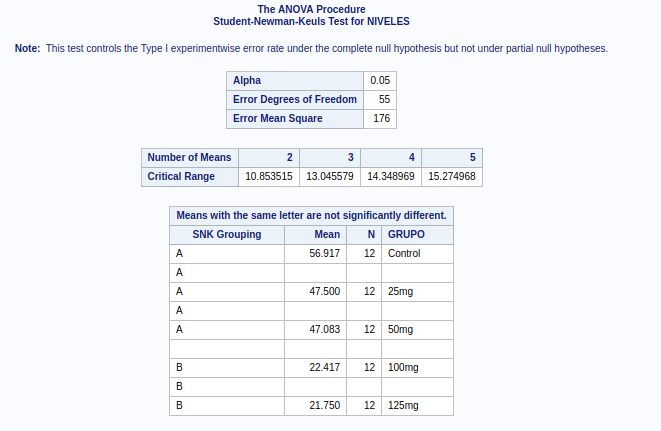 The ANOVA Procedure
Student-Newman-Keuls Test for NIVELES
Note: This test controls the Type I experimentwise error rate under the complete null hypothesis but not under partial null hypotheses.
Alpha 0.05
Error Degrees of Freedom 55
Error Mean Square 176
Number of Means 2 3 4 5
Critical Range 10.853515 13.045579 14.348969 15.274968
Means with the same letter are not significantly different.
SNK Grouping Mean N GRUPO
A 56.917 12 Control
A
A 47.500 12 25mg
A
A 47.083 12 50mg
B 22.417 12 100mg
B
B 21.750 12 125mg